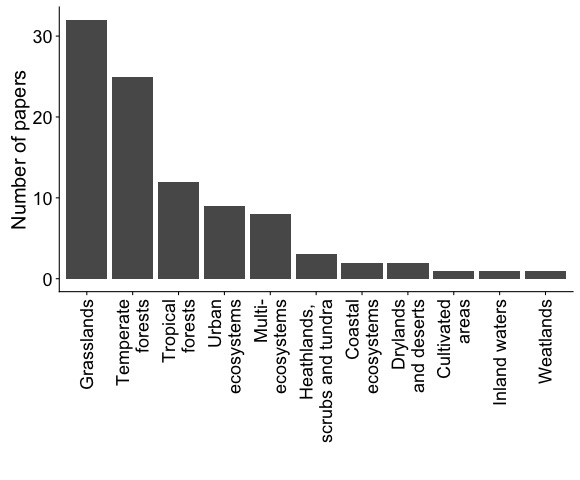 Number of papers
30
20
10
0
Grasslands
Temperate
forests
Tropical
forests
Urban
ecosystems
Multi-
ecosystems
Heathlands,
scrubs and tundra
Coastal
ecosystems
Drylands
and deserts
Cultivated
areas
Inland waters
Weatlands